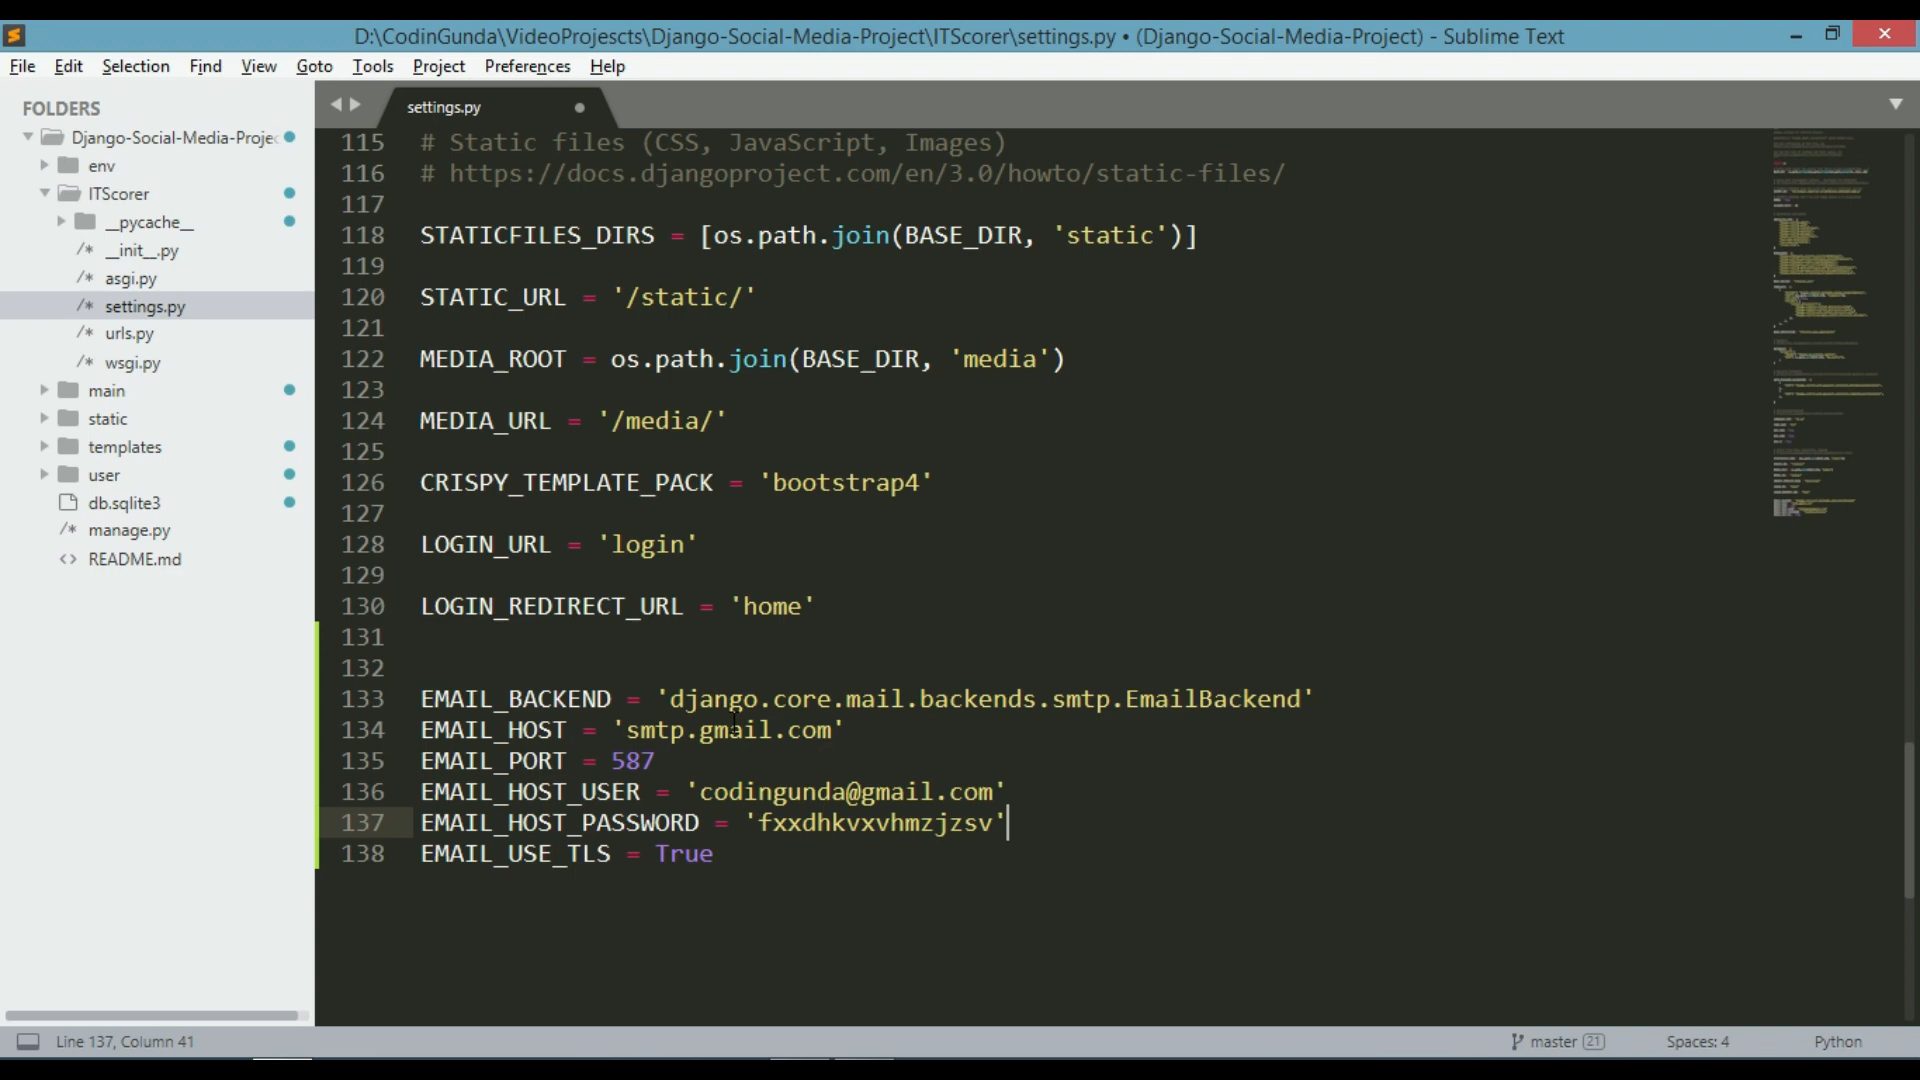 D:\CodinGunda\VideoProjescts\Django-Social-Media-Project\ITScorer\settings.py • (Django-Social-Media-Project) - Sublime Text
File Edit Selection Find View Goto Tools Project Preferences Help
FOLDERS
Django-Social-Media-Projec
env
ITScorer
__pycache__
/* __init__.py
/* asgi.py
/* settings.py
/* urls.py
/* wsgi.py
main
static
templates
user
db.sqlite3
/* manage.py
<> README.md
settings.py
115 # Static files (CSS, JavaScript, Images)
116 # https://docs.djangoproject.com/en/3.0/howto/static-files/
117
118 STATICFILES_DIRS = [os.path.join(BASE_DIR, 'static')]
119
120 STATIC_URL = '/static/'
121
122 MEDIA_ROOT = os.path.join(BASE_DIR, 'media')
123
124 MEDIA_URL = '/media/'
125
126 CRISPY_TEMPLATE_PACK = 'bootstrap4'
127
128 LOGIN_URL = 'login'
129
130 LOGIN_REDIRECT_URL = 'home'
131
132
133 EMAIL_BACKEND = 'django.core.mail.backends.smtp.EmailBackend'
134 EMAIL_HOST = 'smtp.gmail.com'
135 EMAIL_PORT = 587
136 EMAIL_HOST_USER = 'codingunda@gmail.com'
137 EMAIL_HOST_PASSWORD = 'fxxdhkvxvhmzjzsv'
138 EMAIL_USE_TLS = True
Line 137, Column 41
master 21
Spaces: 4
Python